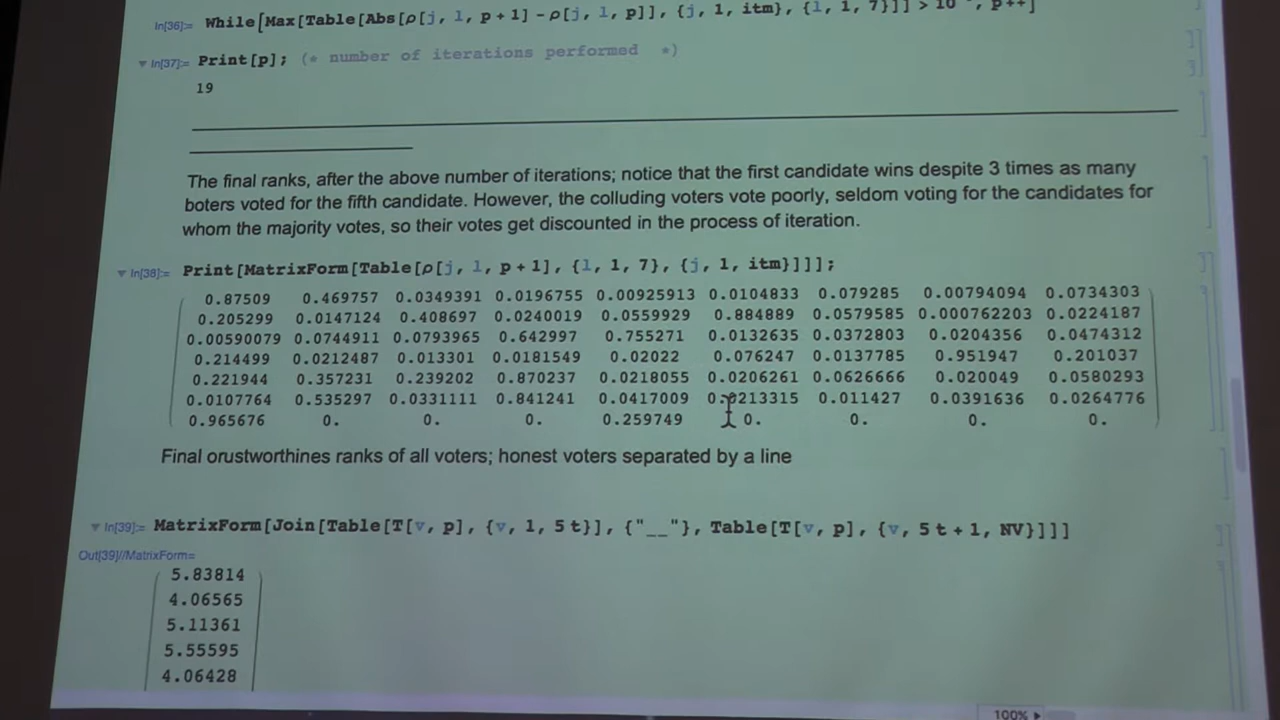 In[36]:= While[Max[Table[Abs[ρ[j, l, p + 1] - ρ[j, l, p]], {j, 1, itm}, {l, 1, 7}]] > 10 , p++]
In[37]:= Print[p]; (* number of iterations performed *)
19
The final ranks, after the above number of iterions; notice that the first candidate wins despite 3 times as many
boters voted for the fifth candidate. However, the colluding voters vote poorly, seldom voting for the candidates for
whom the majority votes, so their votes get discounted in the process of iteration.
In[38]:= Print[MatrixForm[Table[ρ[j, l, p + 1], {l, 1, 7}, {j, 1, itm}]]];
0.87509 0.469757 0.0349391 0.0196755 0.00925913 0.0104833 0.079285 0.00794094 0.0734303
0.205299 0.0147124 0.408697 0.0240019 0.0559929 0.884889 0.0579585 0.000762203 0.0224187
0.00590079 0.0744911 0.0793965 0.642997 0.755271 0.0132635 0.0372803 0.0204356 0.0474312
0.214499 0.0212487 0.013301 0.0181549 0.02022 0.076247 0.0137785 0.951947 0.201037
0.221944 0.357231 0.239202 0.870237 0.0218055 0.0206261 0.0626666 0.020049 0.0580293
0.0107764 0.535297 0.0331111 0.841241 0.0417009 0.0213315 0.011427 0.0391636 0.0264776
0.965676 0. 0. 0. 0.259749 0. 0. 0. 0.
Final orustworthines ranks of all voters; honest voters separated by a line
In[39]:= MatrixForm[Join[Table[T[v, p], {v, 1, 5 t}], {"__"}, Table[T[v, p], {v, 5 t + 1, NV}]]]
Out[39]//MatrixForm=
5.83814
4.06565
5.11361
5.55595
4.06428
100%